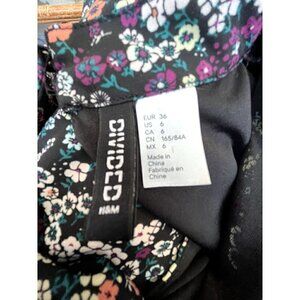 DIVIDED
H&M
EUR 36
US 6
CA 6
CN 165/84A
MX 6
Made in
China
Fabriqué en
Chine